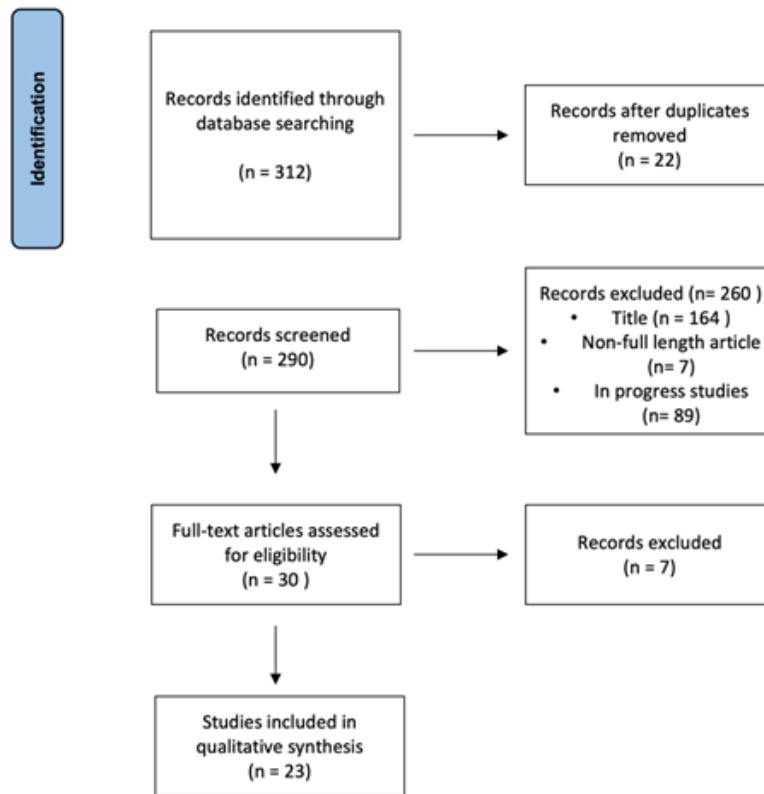 Identification
Records identified through
database searching
(n = 312)
Records after duplicates
removed
(n = 22)
Records screened
(n = 290)
Records excluded (n= 260 )
• Title (n = 164 )
• Non-full length article
(n= 7)
• In progress studies
(n= 89)
Full-text articles assessed
for eligibility
(n = 30 )
Records excluded
(n = 7)
Studies included in
qualitative synthesis
(n = 23)